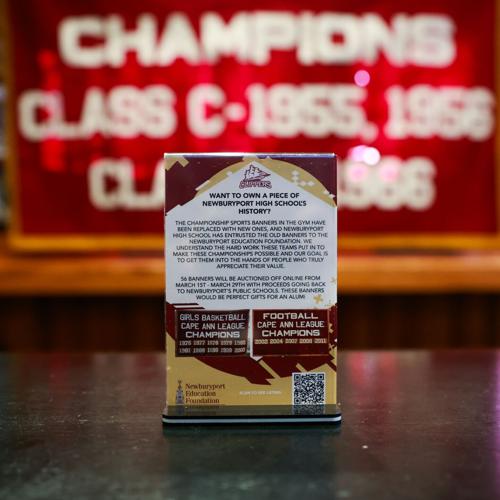 CHAMPIONS
CLASS C-1955, 1956
CLIPPERS
WANT TO OWN A PIECE OF
NEWBURYPORT HIGH SCHOOL'S
HISTORY?
THE CHAMPIONSHIP SPORTS BANNERS IN THE GYM HAVE
BEEN REPLACED WITH NEW ONES, AND NEWBURYPORT
HIGH SCHOOL HAS ENTRUSTED THE OLD BANNERS TO THE
NEWBURYPORT EDUCATION FOUNDATION. WE
UNDERSTAND THE HARD WORK THESE TEAMS PUT IN TO
MAKE THESE CHAMPIONSHIPS POSSIBLE AND OUR GOAL IS
TO GET THEM INTO THE HANDS OF PEOPLE WHO TRULY
APPRECIATE THEIR VALUE.
56 BANNERS WILL BE AUCTIONED OFF ONLINE FROM
MARCH 1ST - MARCH 29TH WITH PROCEEDS GOING BACK
TO NEWBURYPORT'S PUBLIC SCHOOLS. THESE BANNERS
WOULD BE PERFECT GIFTS FOR AN ALUM!
GIRLS BASKETBALL
CAPE ANN LEAGUE
CHAMPIONS
FOOTBALL
CAPE ANN LEAGUE
CHAMPIONS
2002 2004 2007 2008 2011
Newburyport
Education
Foundation